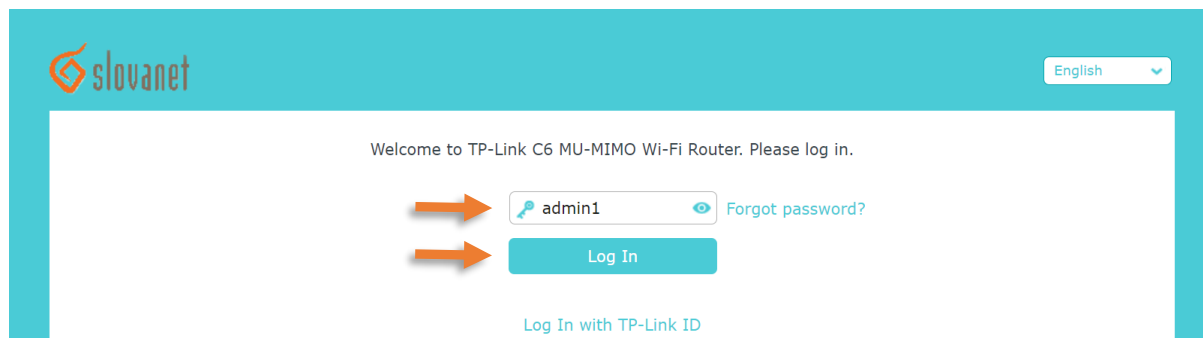 slovanet
English
Welcome to TP-Link C6 MU-MIMO Wi-Fi Router. Please log in.
admin1
Forgot password?
Log In
Log In with TP-Link ID